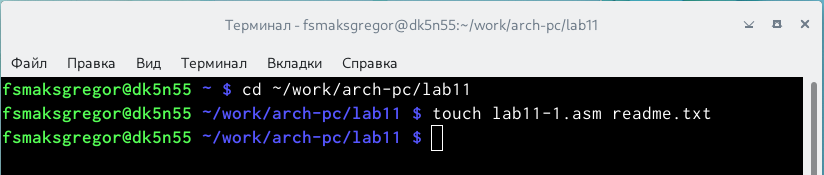 Терминал - fsmaksgregor@dk5n55:~/work/arch-pc/lab11
Файл Правка Вид Терминал Вкладки Справка
fsmaksgregor@dk5n55 ~ $ cd ~/work/arch-pc/lab11
fsmaksgregor@dk5n55 ~/work/arch-pc/lab11 $ touch lab11-1.asm readme.txt
fsmaksgregor@dk5n55 ~/work/arch-pc/lab11 $